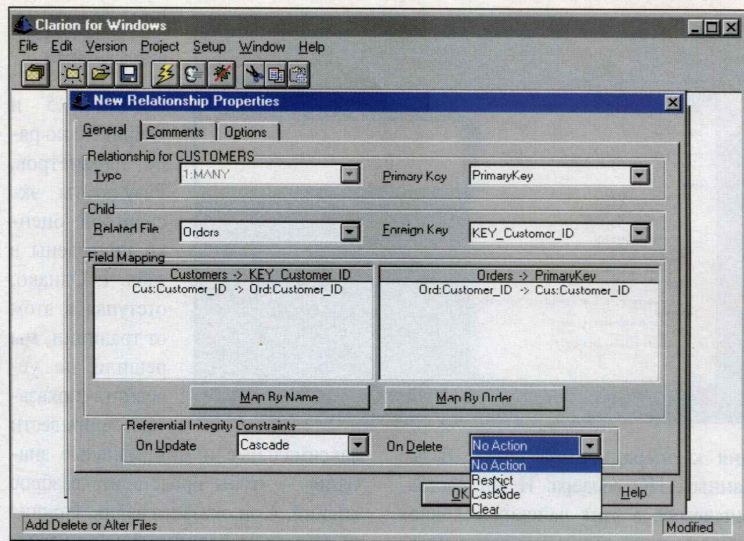 Clarion for Windows
File Edit Version Project Setup Window Help
New Relationship Properties
General Comments Options
Relationship for CUSTOMERS
Type 1:MANY Primary Key PrimaryKey
Child
Related File Orders Foreign Key KEY_Customer_ID
Field Mapping
Customers -> KEY_Customer_ID Orders -> PrimaryKey
Cus:Customer_ID -> Ord:Customer_ID Ord:Customer_ID -> Cus:Customer_ID
Map By Name Map By Order
Referential Integrity Constraints
On Update Cascade On Delete No Action
No Action
Restrict
Cascade
Clear
OK Help
Add Delete or Alter Files Modified